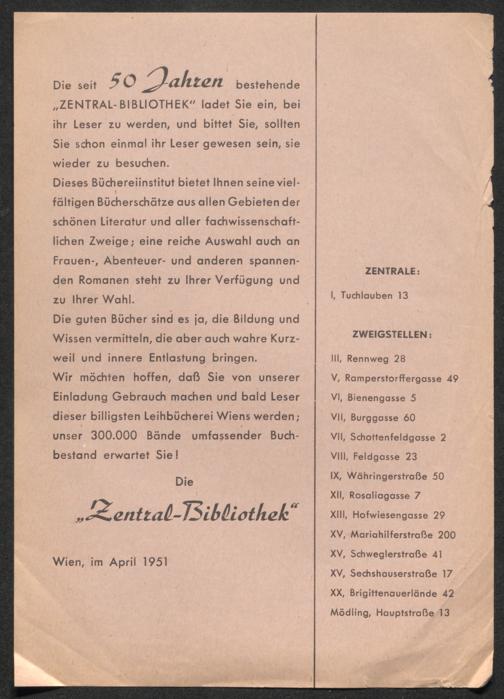 Die seit 50 Jahren bestehende
„ZENTRAL-BIBLIOTHEK" ladet Sie ein, bei
ihr Leser zu werden, und bittet Sie, sollten
Sie schon einmal ihr Leser gewesen sein, sie
wieder zu besuchen.
Dieses Büchereiinstitut bietet Ihnen seine viel-
fältigen Bücherschätze aus allen Gebieten der
schönen Literatur und aller fachwissenschaft-
lichen Zweige; eine reiche Auswahl auch an
Frauen-, Abenteuer- und anderen spannen-
den Romanen steht zu Ihrer Verfügung und
zu Ihrer Wahl.
Die guten Bücher sind es ja, die Bildung und
Wissen vermitteln, die aber auch wahre Kurz-
weil und innere Entlastung bringen.
Wir möchten hoffen, daß Sie von unserer
Einladung Gebrauch machen und bald Leser
dieser billigsten Leihbücherei Wiens werden;
unser 300.000 Bände umfassender Buch-
bestand erwartet Sie!
Die
„Zentral-Bibliothek"
Wien, im April 1951
ZENTRALE:
I, Tuchlauben 13
ZWEIGSTELLEN:
III, Rennweg 28
V, Ramperstorffergasse 49
VI, Bienengasse 5
VII, Burggasse 60
VII, Schottenfeldgasse 2
VIII, Feldgasse 23
IX, Währingerstraße 50
XII, Rosaliagasse 7
XIII, Hofwiesengasse 29
XV, Mariahilferstraße 200
XV, Schweglerstraße 41
XV, Sechshauserstraße 17
XX, Brigittenauerlände 42
Mödling, Hauptstraße 13